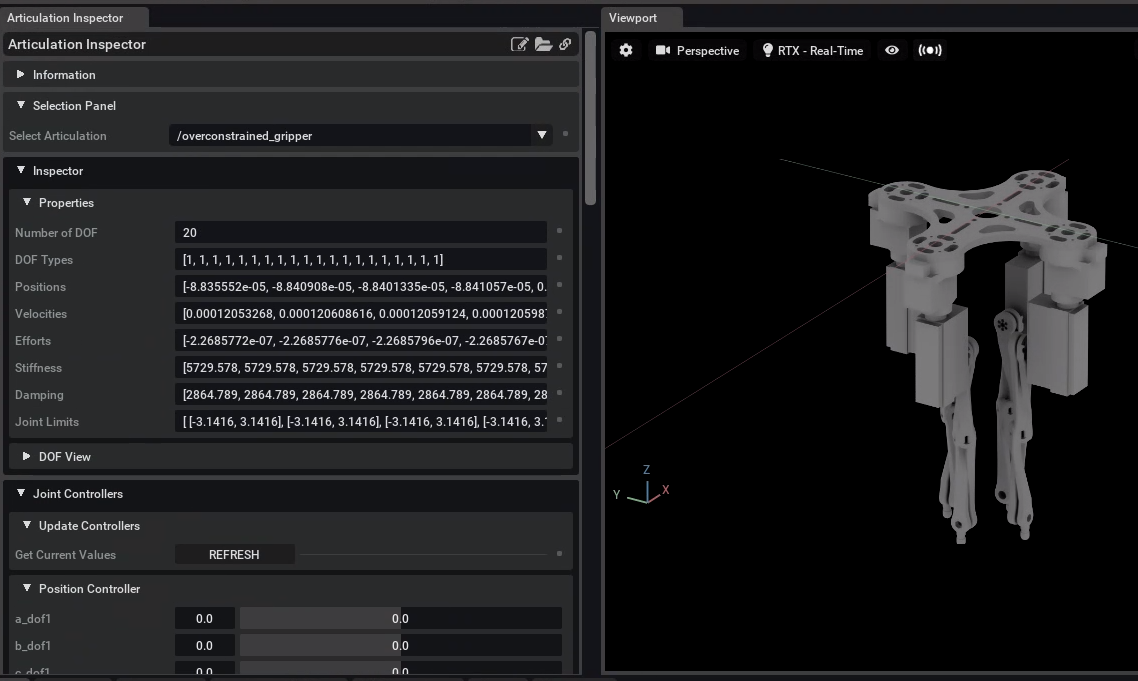 Articulation Inspector
Articulation Inspector
Information
Selection Panel
Select Articulation /overconstrained_gripper
Inspector
Properties
Number of DOF 20
DOF Types [1, 1, 1, 1, 1, 1, 1, 1, 1, 1, 1, 1, 1, 1, 1, 1, 1, 1, 1, 1]
Positions [-8.835552e-05, -8.840908e-05, -8.8401335e-05, -8.841057e-05, 0.
Velocities [0.00012053268, 0.000120608616, 0.00012059124, 0.000120598
Efforts [-2.2685772e-07, -2.2685776e-07, -2.2685796e-07, -2.2685767e-0
Stiffness [5729.578, 5729.578, 5729.578, 5729.578, 5729.578, 5729.578, 57
Damping [2864.789, 2864.789, 2864.789, 2864.789, 2864.789, 2864.789, 28
Joint Limits [ [-3.1416, 3.1416], [-3.1416, 3.1416], [-3.1416, 3.1416], [-3.1416, 3.
DOF View
Joint Controllers
Update Controllers
Get Current Values REFRESH
Position Controller
a_dof1 0.0 0.0
b_dof1 0.0 0.0
c_dof1 0.0 0.0
Viewport
Perspective RTX - Real-Time
Z
Y X